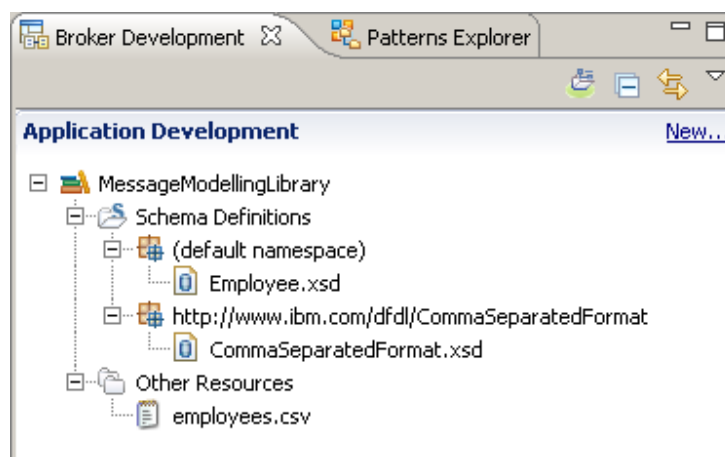 Broker Development Patterns Explorer
Application Development New...
MessageModellingLibrary
Schema Definitions
(default namespace)
Employee.xsd
http://www.ibm.com/dfdl/CommaSeparatedFormat
CommaSeparatedFormat.xsd
Other Resources
employees.csv